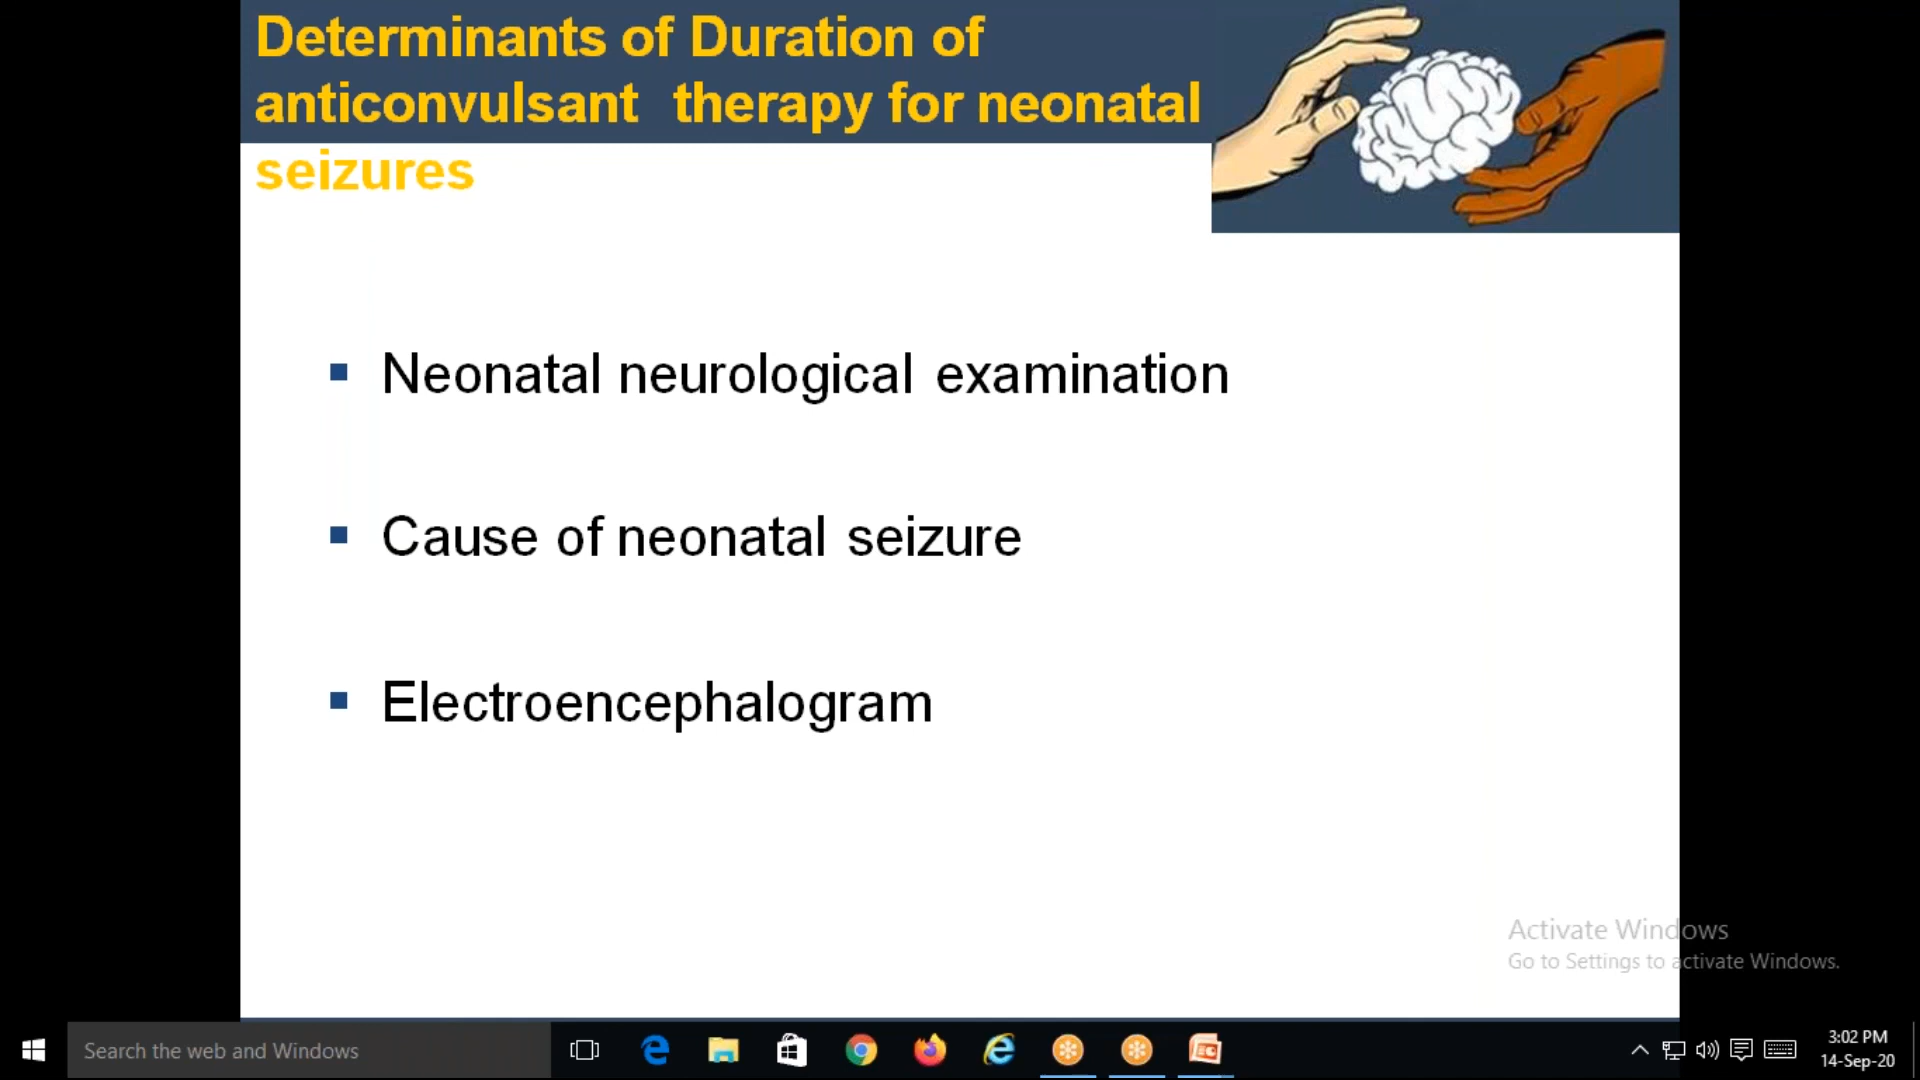 Determinants of Duration of
anticonvulsant therapy for neonatal
seizures
Neonatal neurological examination
Cause of neonatal seizure
Electroencephalogram
Activate Windows
Go to Settings to activate Windows.
Search the web and Windows
3:02 PM
14-Sep-20